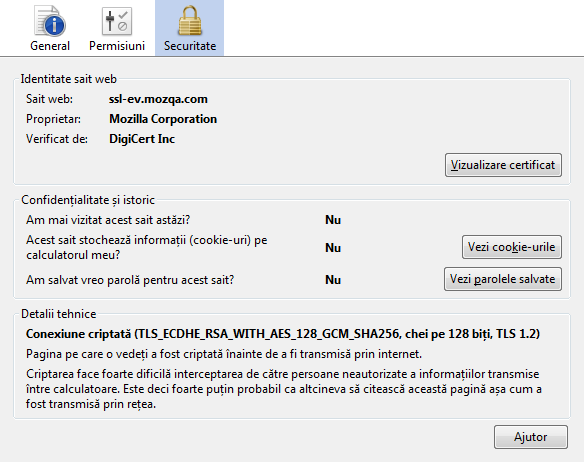 General Permisiuni Securitate
Identitate sait web
Sait web: ssl-ev.mozqa.com
Proprietar: Mozilla Corporation
Verificat de: DigiCert Inc
Vizualizare certificat
Confidențialitate și istoric
Am mai vizitat acest sait astăzi? Nu
Acest sait stochează informații (cookie-uri) pe
calculatorul meu? Nu Vezi cookie-urile
Am salvat vreo parolă pentru acest sait? Nu Vezi parolele salvate
Detalii tehnice
Conexiune criptată (TLS_ECDHE_RSA_WITH_AES_128_GCM_SHA256, chei pe 128 biți, TLS 1.2)
Pagina pe care o vedeți a fost criptată înainte de a fi transmisă prin internet.
Criptarea face foarte dificilă interceptarea de către persoane neautorizate a informațiilor transmise
între calculatoare. Este deci foarte puțin probabil ca altcineva să citească această pagină așa cum a
fost transmisă prin rețea.
Ajutor